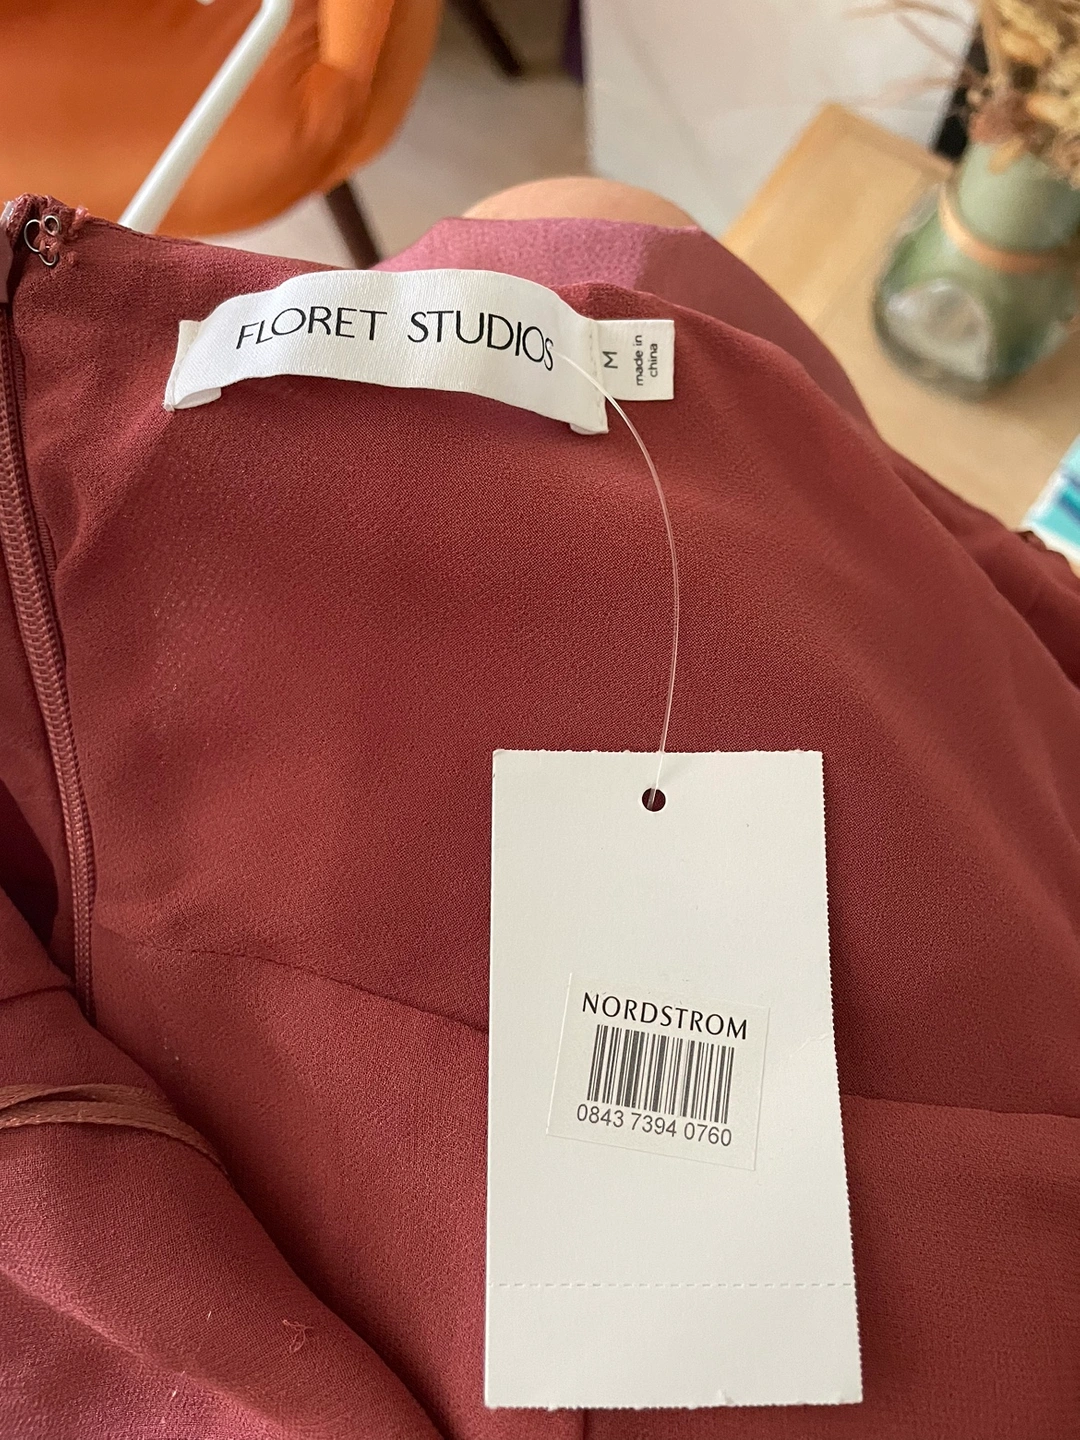 FLORET STUDIOS
M
made in
china
NORDSTROM
0843 7394 0760